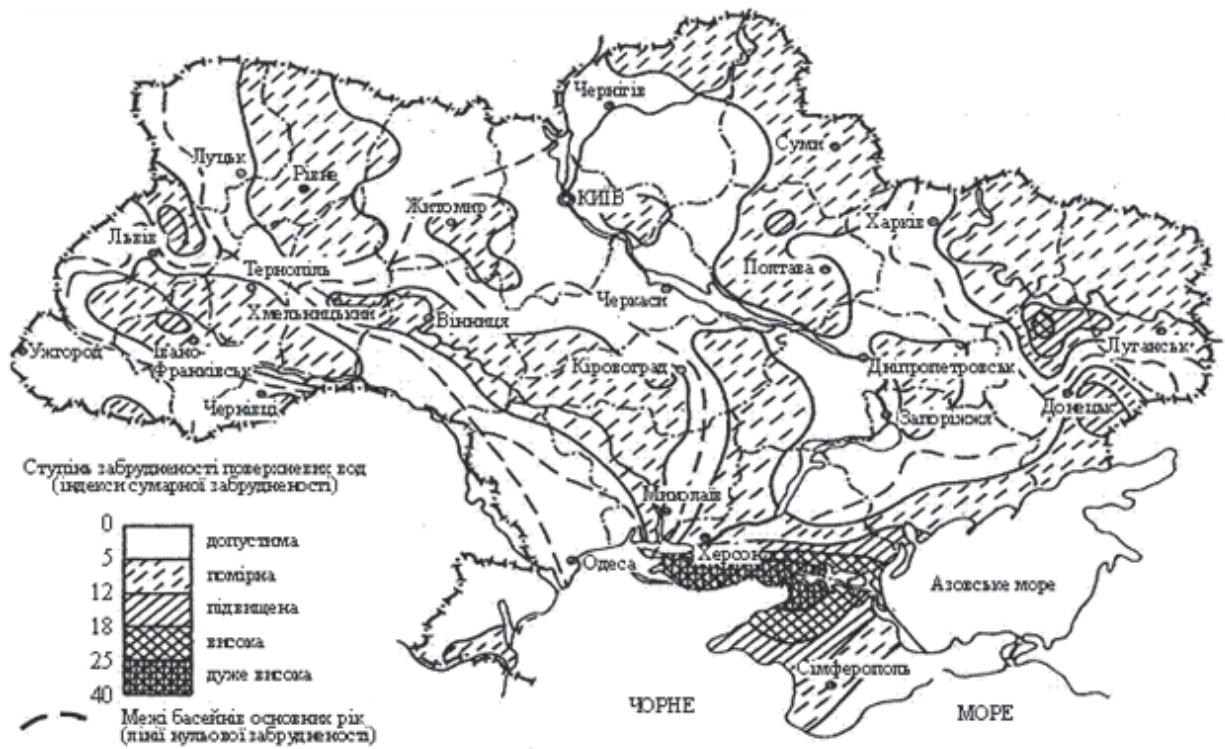 Чернігів
Суми
Луцьк
Рівне
КИЇВ
Житомир
Харків
Львів
Тернопіль
Полтава
Хмельницький
Черкаси
Вінниця
Ужгород
Івано-
Франківськ
Луганськ
Кіровоград
Дніпропетровськ
Чернівці
Запоріжжя
Донецьк
Миколаїв
Херсон
Одеса
Азовське море
Сімферополь
ЧОРНЕ
МОРЕ
Ступінь забрудненості поверхневих вод
(індекси сумарної забрудненості)
0
допустима
5
помірна
12
підвищена
18
висока
25
дуже висока
40
Межі басейнів основних рік
(лінії нульової забрудненості)